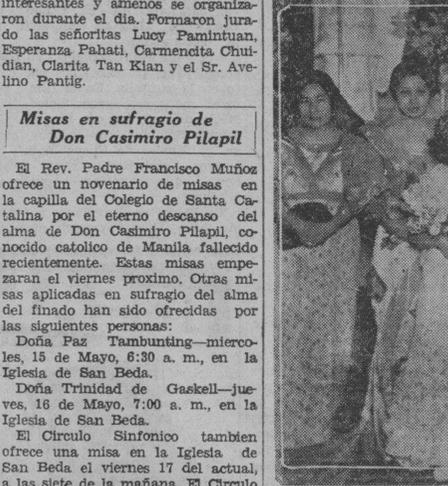 interesantes y amenos se organiza-
ron durante el dia. Formaron jura-
do las señoritas Lucy Pamintuan,
Esperanza Pahati, Carmencita Chui-
dian, Clarita Tan Kian y el Sr. Ave-
lino Pantig.
Misas en sufragio de
Don Casimiro Pilapil
El Rev. Padre Francisco Muñoz
ofrece un novenario de misas en
la capilla del Colegio de Santa Ca-
talina por el eterno descanso del
alma de Don Casimiro Pilapil, co-
nocido catolico de Manila fallecido
recientemente. Estas misas empe-
zaran el viernes proximo. Otras mi-
sas aplicadas en sufragio del alma
del finado han sido ofrecidas por
las siguientes personas:
Doña Paz Tambunting—mierco-
les, 15 de Mayo, 6:30 a. m., en la
Iglesia de San Beda.
Doña Trinidad de Gaskell—jue-
ves, 16 de Mayo, 7:00 a. m., en la
Iglesia de San Beda.
El Circulo Sinfonico tambien
ofrece una misa en la Iglesia de
San Beda el viernes 17 del actual,
a las siete de la mañana. El Circulo